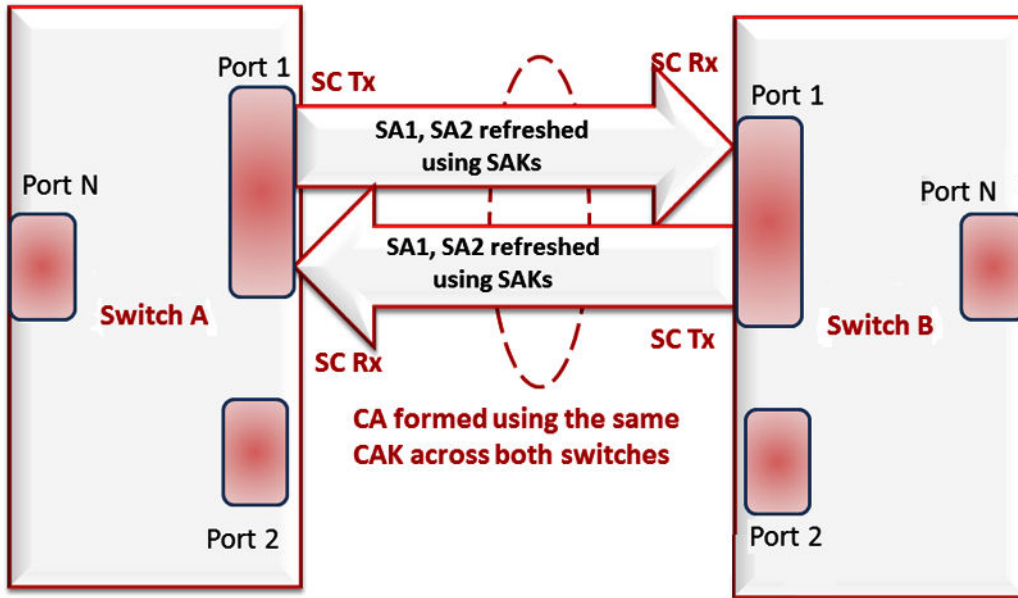 Port 1
SC Tx
SC Rx
Port 1
SA1, SA2 refreshed
using SAKs
Port N
Port N
SA1, SA2 refreshed
using SAKs
Switch A
Switch B
SC Rx
SC Tx
CA formed using the same
CAK across both switches
Port 2
Port 2